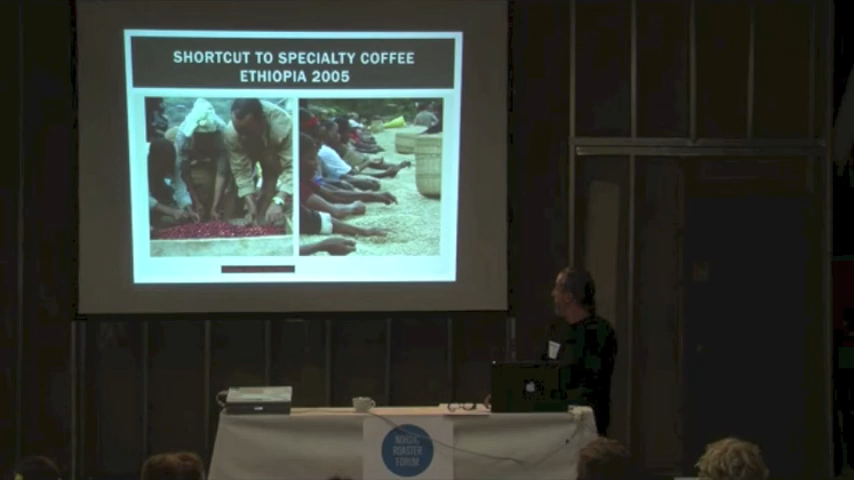 SHORTCUT TO SPECIALTY COFFEE
ETHIOPIA 2005
NORDIC
ROASTER
FORUM